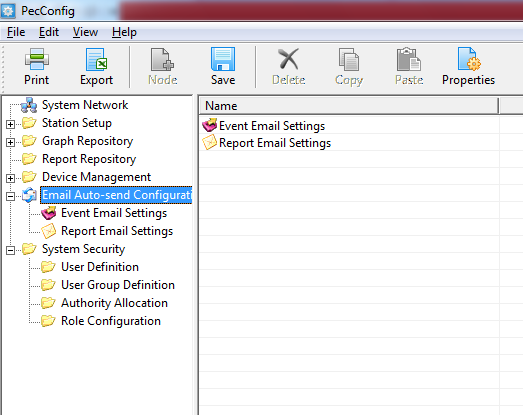 PecConfig
File Edit View Help
Print Export Node Save Delete Copy Paste Properties
System Network
Station Setup
Graph Repository
Report Repository
Device Management
Email Auto-send Configurati
Event Email Settings
Report Email Settings
System Security
User Definition
User Group Definition
Authority Allocation
Role Configuration
Name
Event Email Settings
Report Email Settings